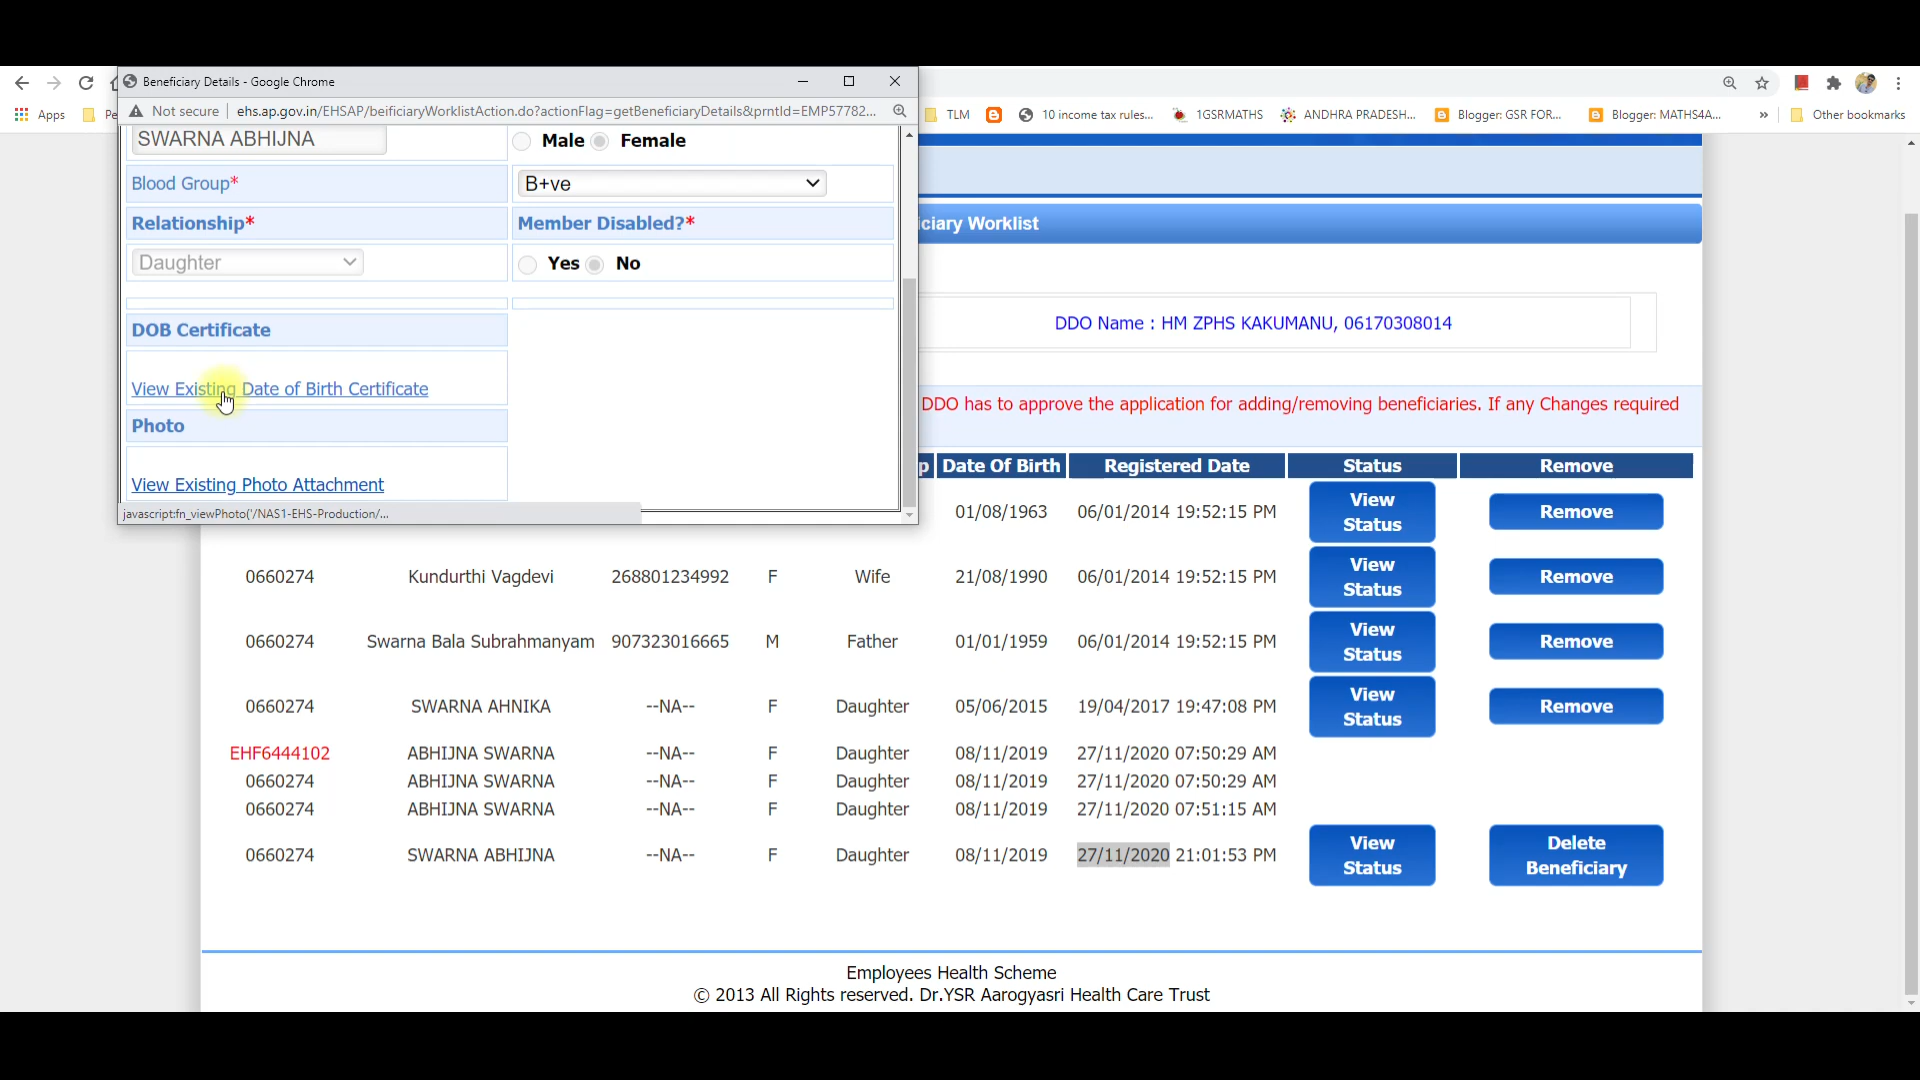 Beneficiary Details - Google Chrome
Not secure | ehs.ap.gov.in/EHSAP/beificiaryWorklistAction.do?actionFlag=getBeneficiaryDetails&prntId=EMP57782...
Apps
TLM
10 income tax rules...
1GSRMATHS
ANDHRA PRADESH...
Blogger: GSR FOR...
Blogger: MATHS4A...
»
Other bookmarks
SWARNA ABHIJNA
Male Female
Blood Group*
B+ve
Relationship*
Member Disabled?*
Daughter
Yes No
DOB Certificate
View Existing Date of Birth Certificate
Photo
View Existing Photo Attachment
javascript:fn_viewPhoto('/NAS1-EHS-Production/...
iciary Worklist
DDO Name : HM ZPHS KAKUMANU, 06170308014
DDO has to approve the application for adding/removing beneficiaries. If any Changes required
p Date Of Birth Registered Date Status Remove
01/08/1963 06/01/2014 19:52:15 PM View Status Remove
0660274 Kundurthi Vagdevi 268801234992 F Wife 21/08/1990 06/01/2014 19:52:15 PM View Status Remove
0660274 Swarna Bala Subrahmanyam 907323016665 M Father 01/01/1959 06/01/2014 19:52:15 PM View Status Remove
0660274 SWARNA AHNIKA --NA-- F Daughter 05/06/2015 19/04/2017 19:47:08 PM View Status Remove
EHF6444102 ABHIJNA SWARNA --NA-- F Daughter 08/11/2019 27/11/2020 07:50:29 AM
0660274 ABHIJNA SWARNA --NA-- F Daughter 08/11/2019 27/11/2020 07:50:29 AM
0660274 ABHIJNA SWARNA --NA-- F Daughter 08/11/2019 27/11/2020 07:51:15 AM
0660274 SWARNA ABHIJNA --NA-- F Daughter 08/11/2019 27/11/2020 21:01:53 PM View Status Delete Beneficiary
Employees Health Scheme
© 2013 All Rights reserved. Dr.YSR Aarogyasri Health Care Trust